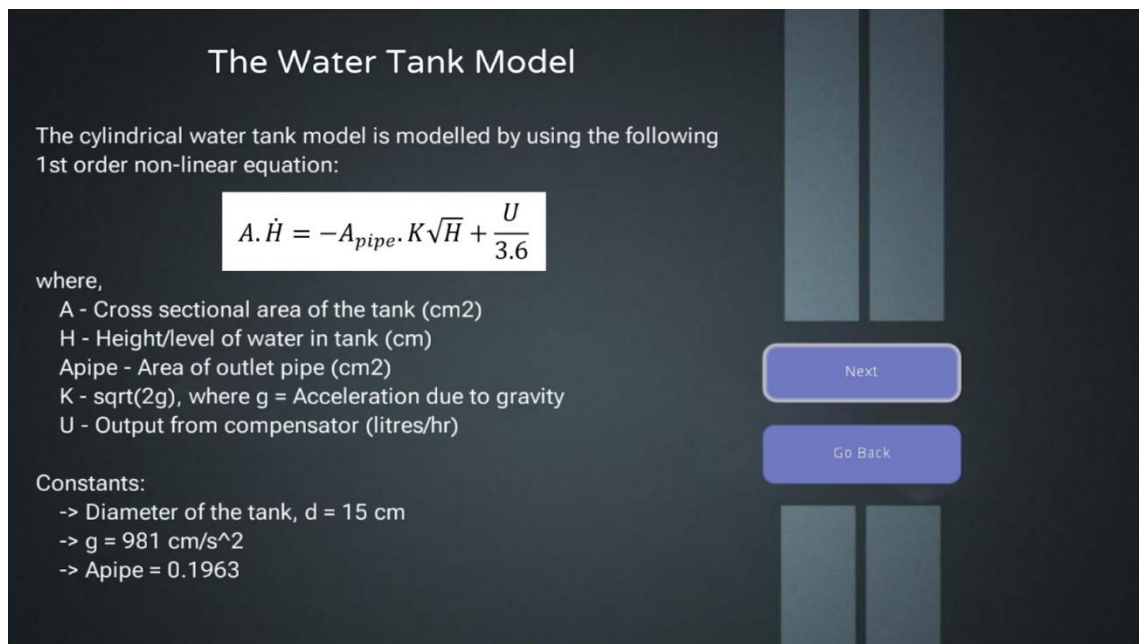 The Water Tank Model
The cylindrical water tank model is modelled by using the following
1st order non-linear equation:
A.Ḣ = −A_pipe.K√H + U/3.6
where,
A - Cross sectional area of the tank (cm2)
H - Height/level of water in tank (cm)
Apipe - Area of outlet pipe (cm2)
K - sqrt(2g), where g = Acceleration due to gravity
U - Output from compensator (litres/hr)
Constants:
-> Diameter of the tank, d = 15 cm
-> g = 981 cm/s^2
-> Apipe = 0.1963
Next
Go Back